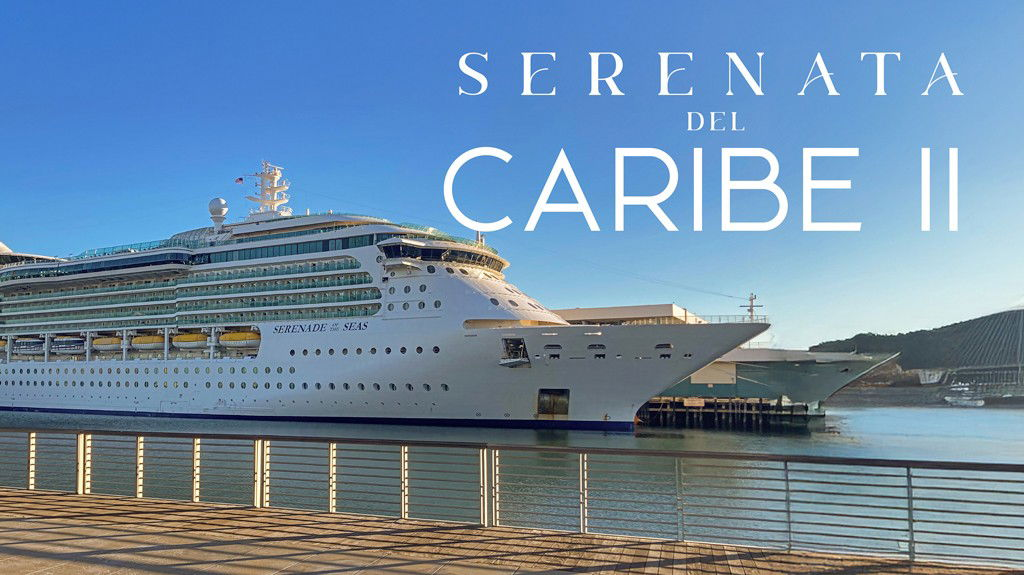 SERENATA
DEL
CARIBE II
SERENADE OF THE SEAS